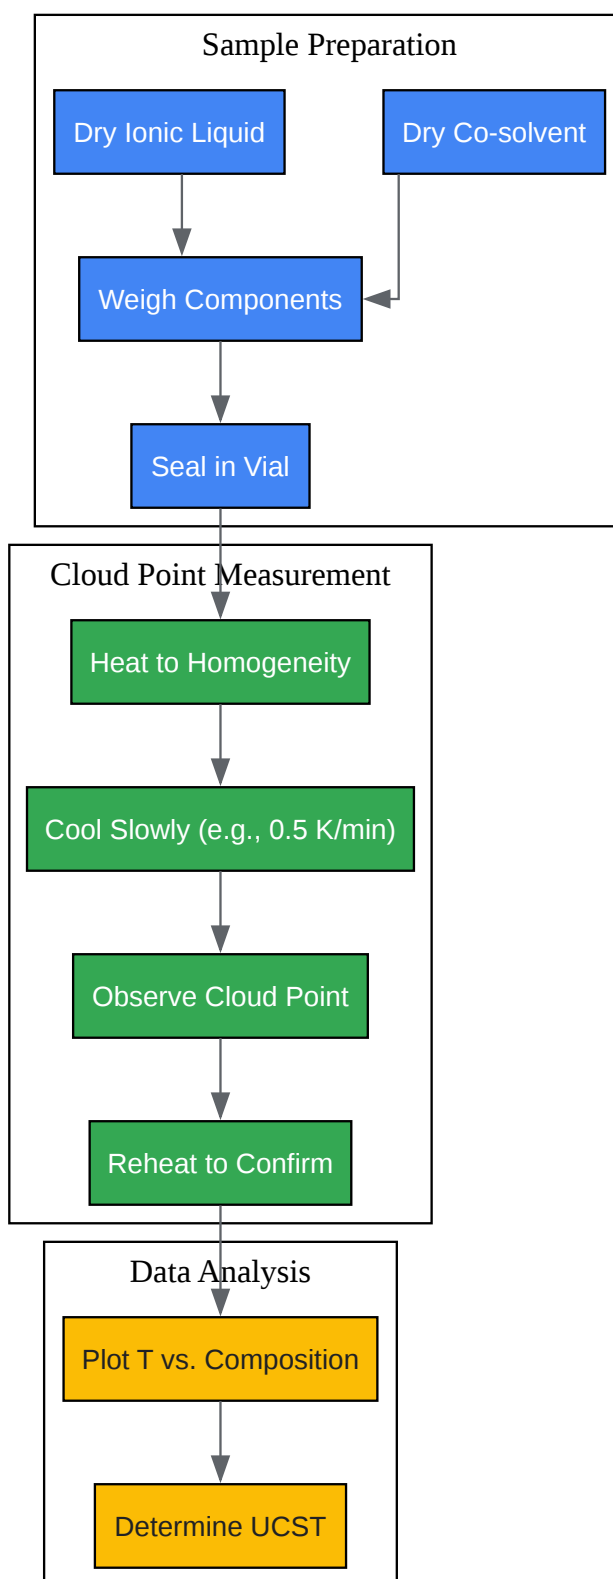 Sample Preparation
Dry Ionic Liquid
Dry Co-solvent
Weigh Components
Seal in Vial
Cloud Point Measurement
Heat to Homogeneity
Cool Slowly (e.g., 0.5 K/min)
Observe Cloud Point
Reheat to Confirm
Data Analysis
Plot T vs. Composition
Determine UCST